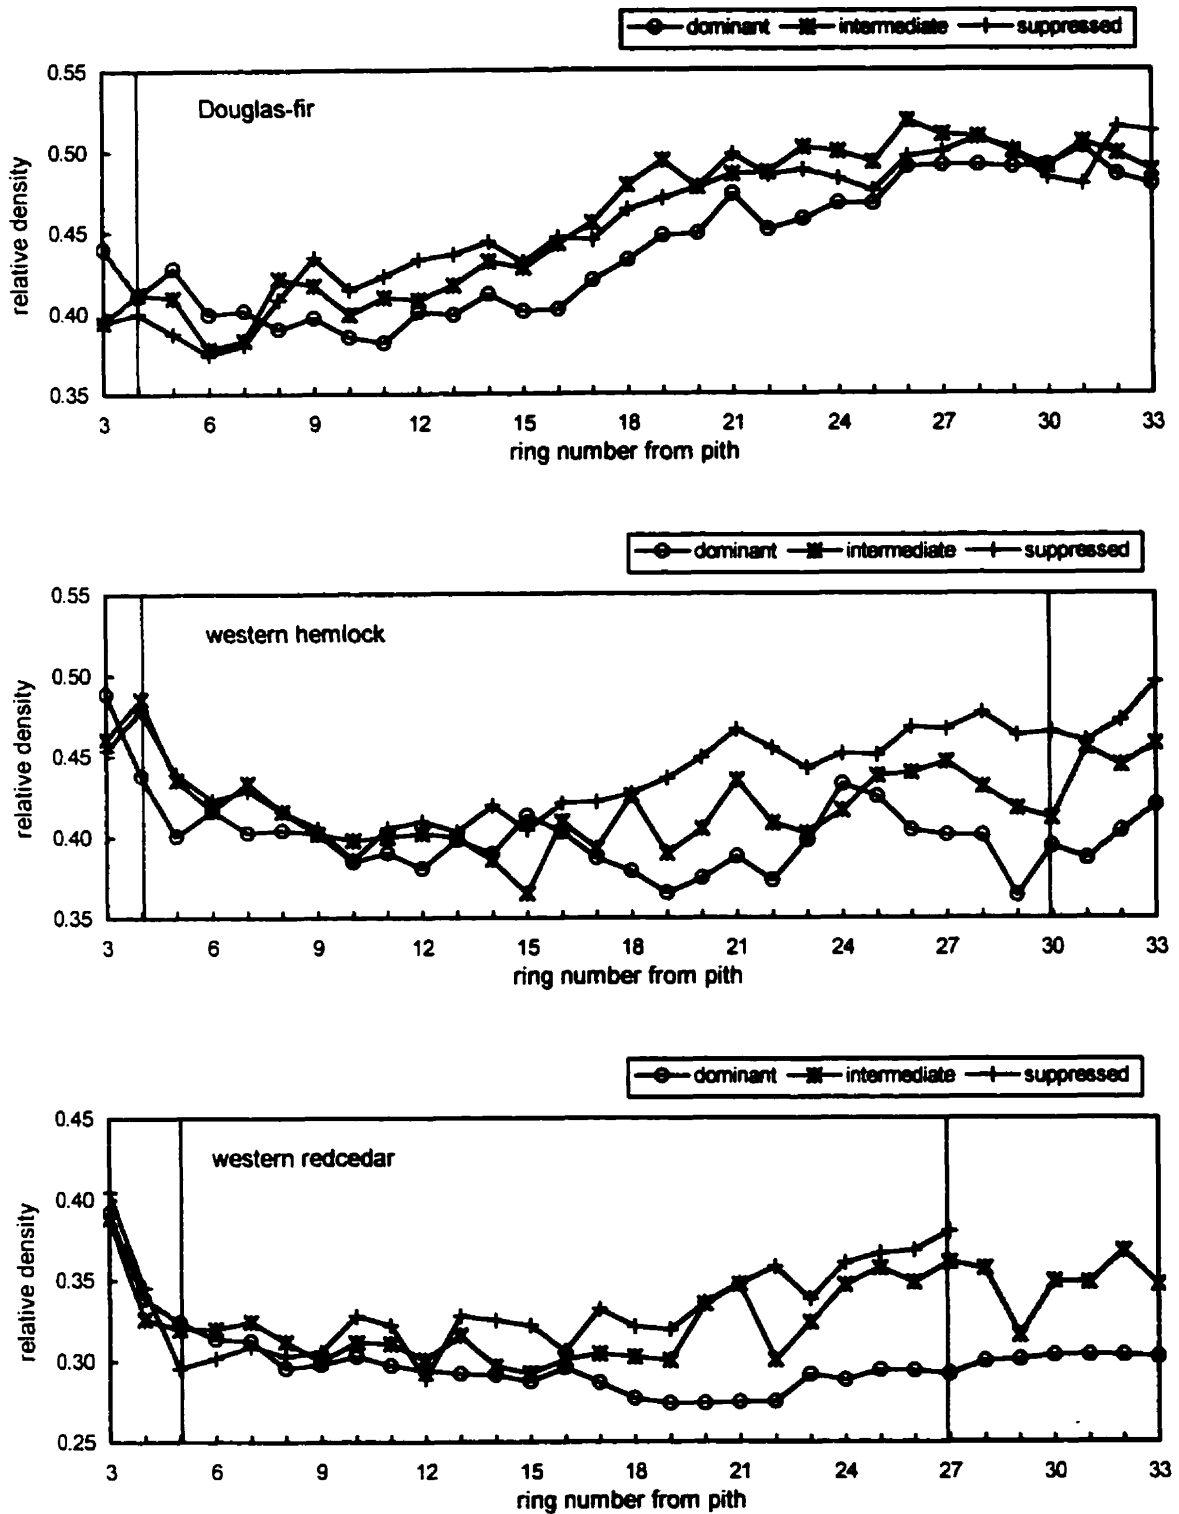 dominant intermediate suppressed
0.55
Douglas-fir
0.50
0.45
0.40
0.35
relative density
3 6 9 12 15 18 21 24 27 30 33
ring number from pith
dominant intermediate suppressed
0.55
western hemlock
0.50
0.45
0.40
0.35
relative density
3 6 9 12 15 18 21 24 27 30 33
ring number from pith
dominant intermediate suppressed
0.45
western redcedar
0.40
0.35
0.30
0.25
relative density
3 6 9 12 15 18 21 24 27 30 33
ring number from pith